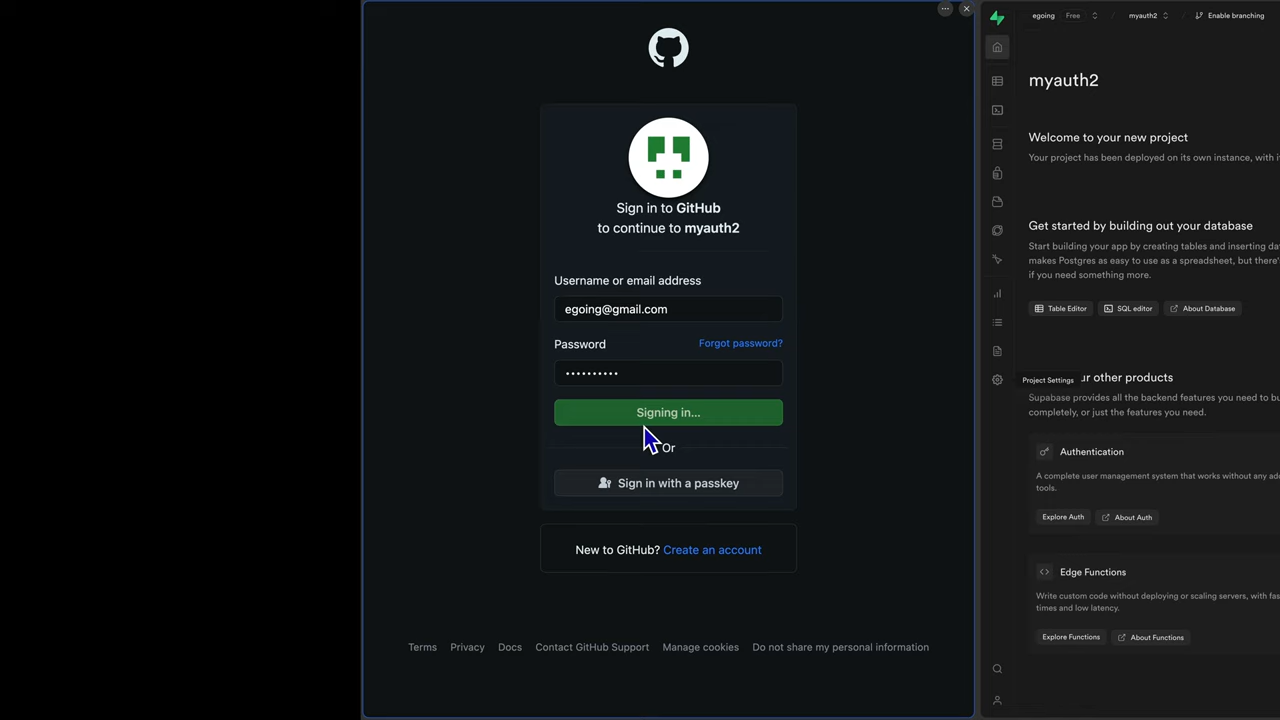 Sign in to GitHub
to continue to myauth2
Username or email address
egoing@gmail.com
Password
Forgot password?
••••••••••
Signing in...
Or
Sign in with a passkey
New to GitHub? Create an account
Terms
Privacy
Docs
Contact GitHub Support
Manage cookies
Do not share my personal information
egoing
Free
/
myauth2
/
Enable branching
myauth2
Welcome to your new project
Your project has been deployed on its own instance, with
Get started by building out your database
Start building your app by creating tables and inserting
makes Postgres as easy to use as a spreadsheet, but there's
if you need something more.
Table Editor
SQL editor
About Database
Project Settings
ur other products
Supabase provides all the backend features you need to
completely, or just the features you need.
Authentication
A complete user management system that works without any
tools.
Explore Auth
About Auth
Edge Functions
Write custom code without deploying or scaling servers, with
times and low latency.
Explore Functions
About Functions